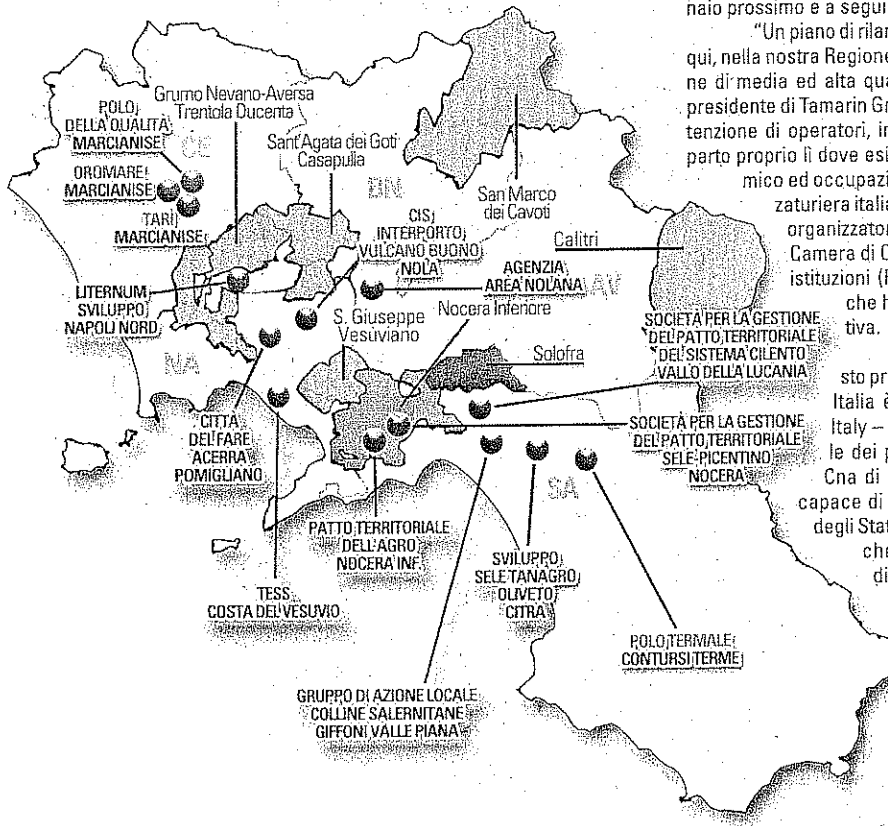 naio prossimo e a segui
"Un piano di rilan
qui, nella nostra Regione
ne di media ed alta qua
presidente di Tamarin Gr
tenzione di operatori, in
parto proprio lì dove esi
mico ed occupazi
zaturiera italia
organizzator
Camera di C
istituzioni (
che h
tiva.
sto pr
Italia è
Italy –
le dei p
Cna di
capace di
degli Stat
che
di
POLO
DELLA QUALITÀ
MARCIANISE
OROMARE
MARCIANISE
TARÌ
MARCIANISE
Grumo Nevano-Aversa
Trentola Ducenta
Sant'Agata dei Goti
Casapulla
San Marco
dei Cavoti
Calitri
CIS
INTERPORTO
VULCANO BUONO
NOLA
AGENZIA
AREA NOLANA
CE
BN
AV
NA
SA
LITERNUM
SVILUPPO
NAPOLI NORD
S. Giuseppe
Vesuviano
Nocera Inferiore
Solofra
SOCIETÀ PER LA GESTIONE
DEL PATTO TERRITORIALE
DEL SISTEMA CILENTO
VALLO DELLA LUCANIA
SOCIETÀ PER LA GESTIONE
DEL PATTO TERRITORIALE
SELE-PICENTINO
NOCERA
CITTÀ
DEL FARE
ACERRA
POMIGLIANO
PATTO TERRITORIALE
DELL'AGRO
NOCERA INF.
TESS
COSTA DEL VESUVIO
SVILUPPO
SELE TANAGRO
OLIVETO
CITRA
POLO TERMALE
CONTURSI TERME
GRUPPO DI AZIONE LOCALE
COLLINE SALERNITANE
GIFFONI VALLE PIANA